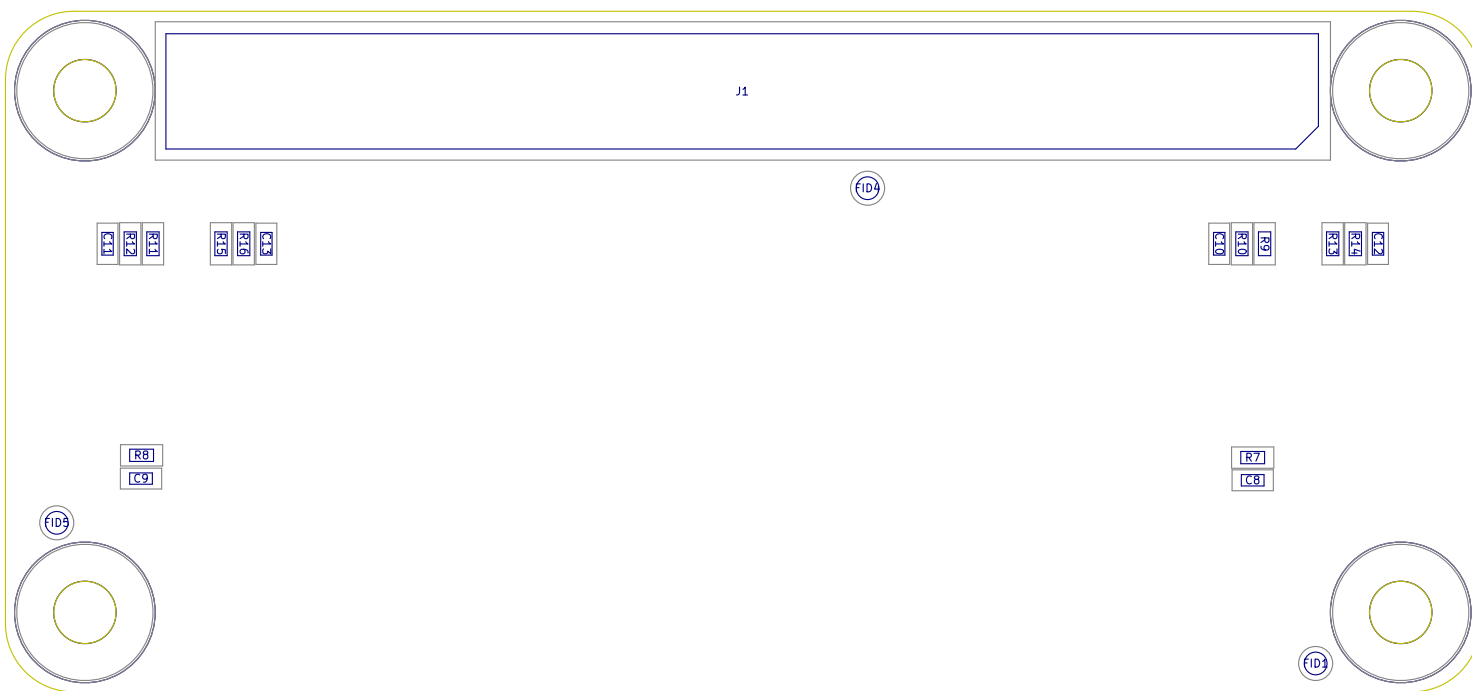 J1
FID4
C11 R12 R11 R15 R16 C13 C10 R10 R9 R13 R14 C12
R8 R7
C9 C8
FID5
FID1